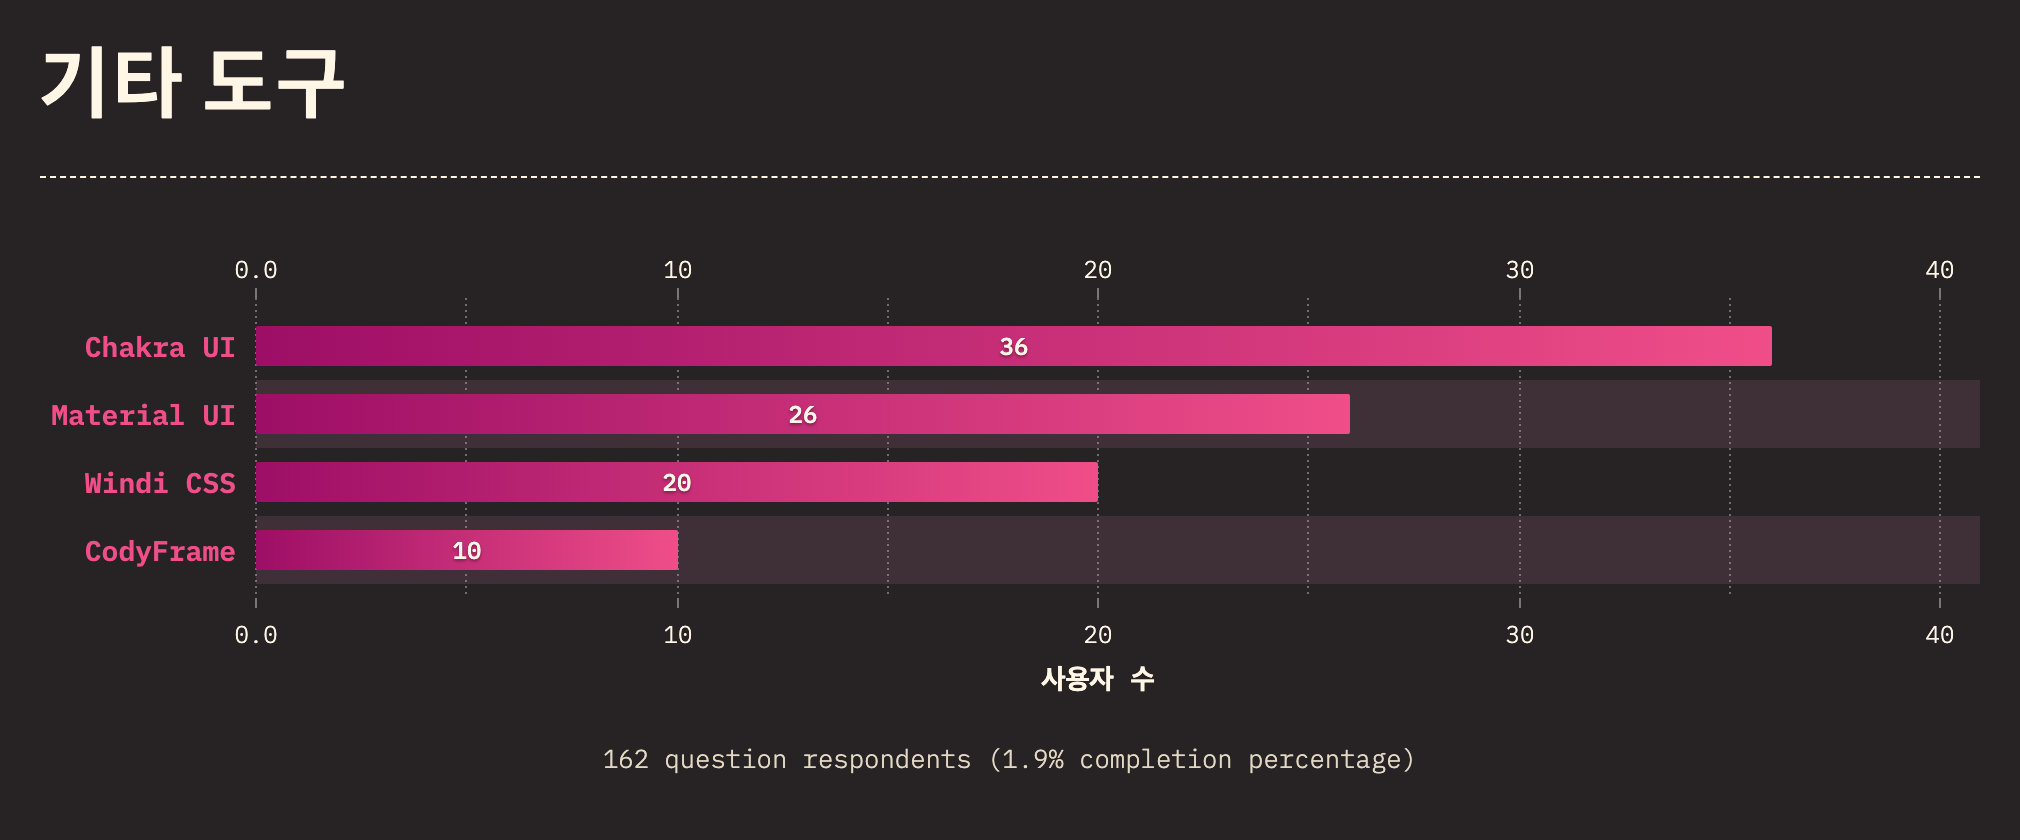 기타 도구
0.0 10 20 30 40
Chakra UI 36
Material UI 26
Windi CSS 20
CodyFrame 10
0.0 10 20 30 40
사용자 수
162 question respondents (1.9% completion percentage)